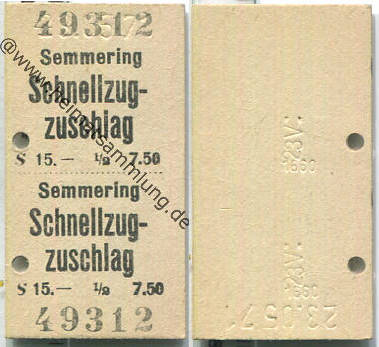 49312
Semmering
Schnellzug-
zuschlag
S 15.— ½ 7.50
Semmering
Schnellzug-
zuschlag
S 15.— ½ 7.50
49312
@www.heimatsammlung.de